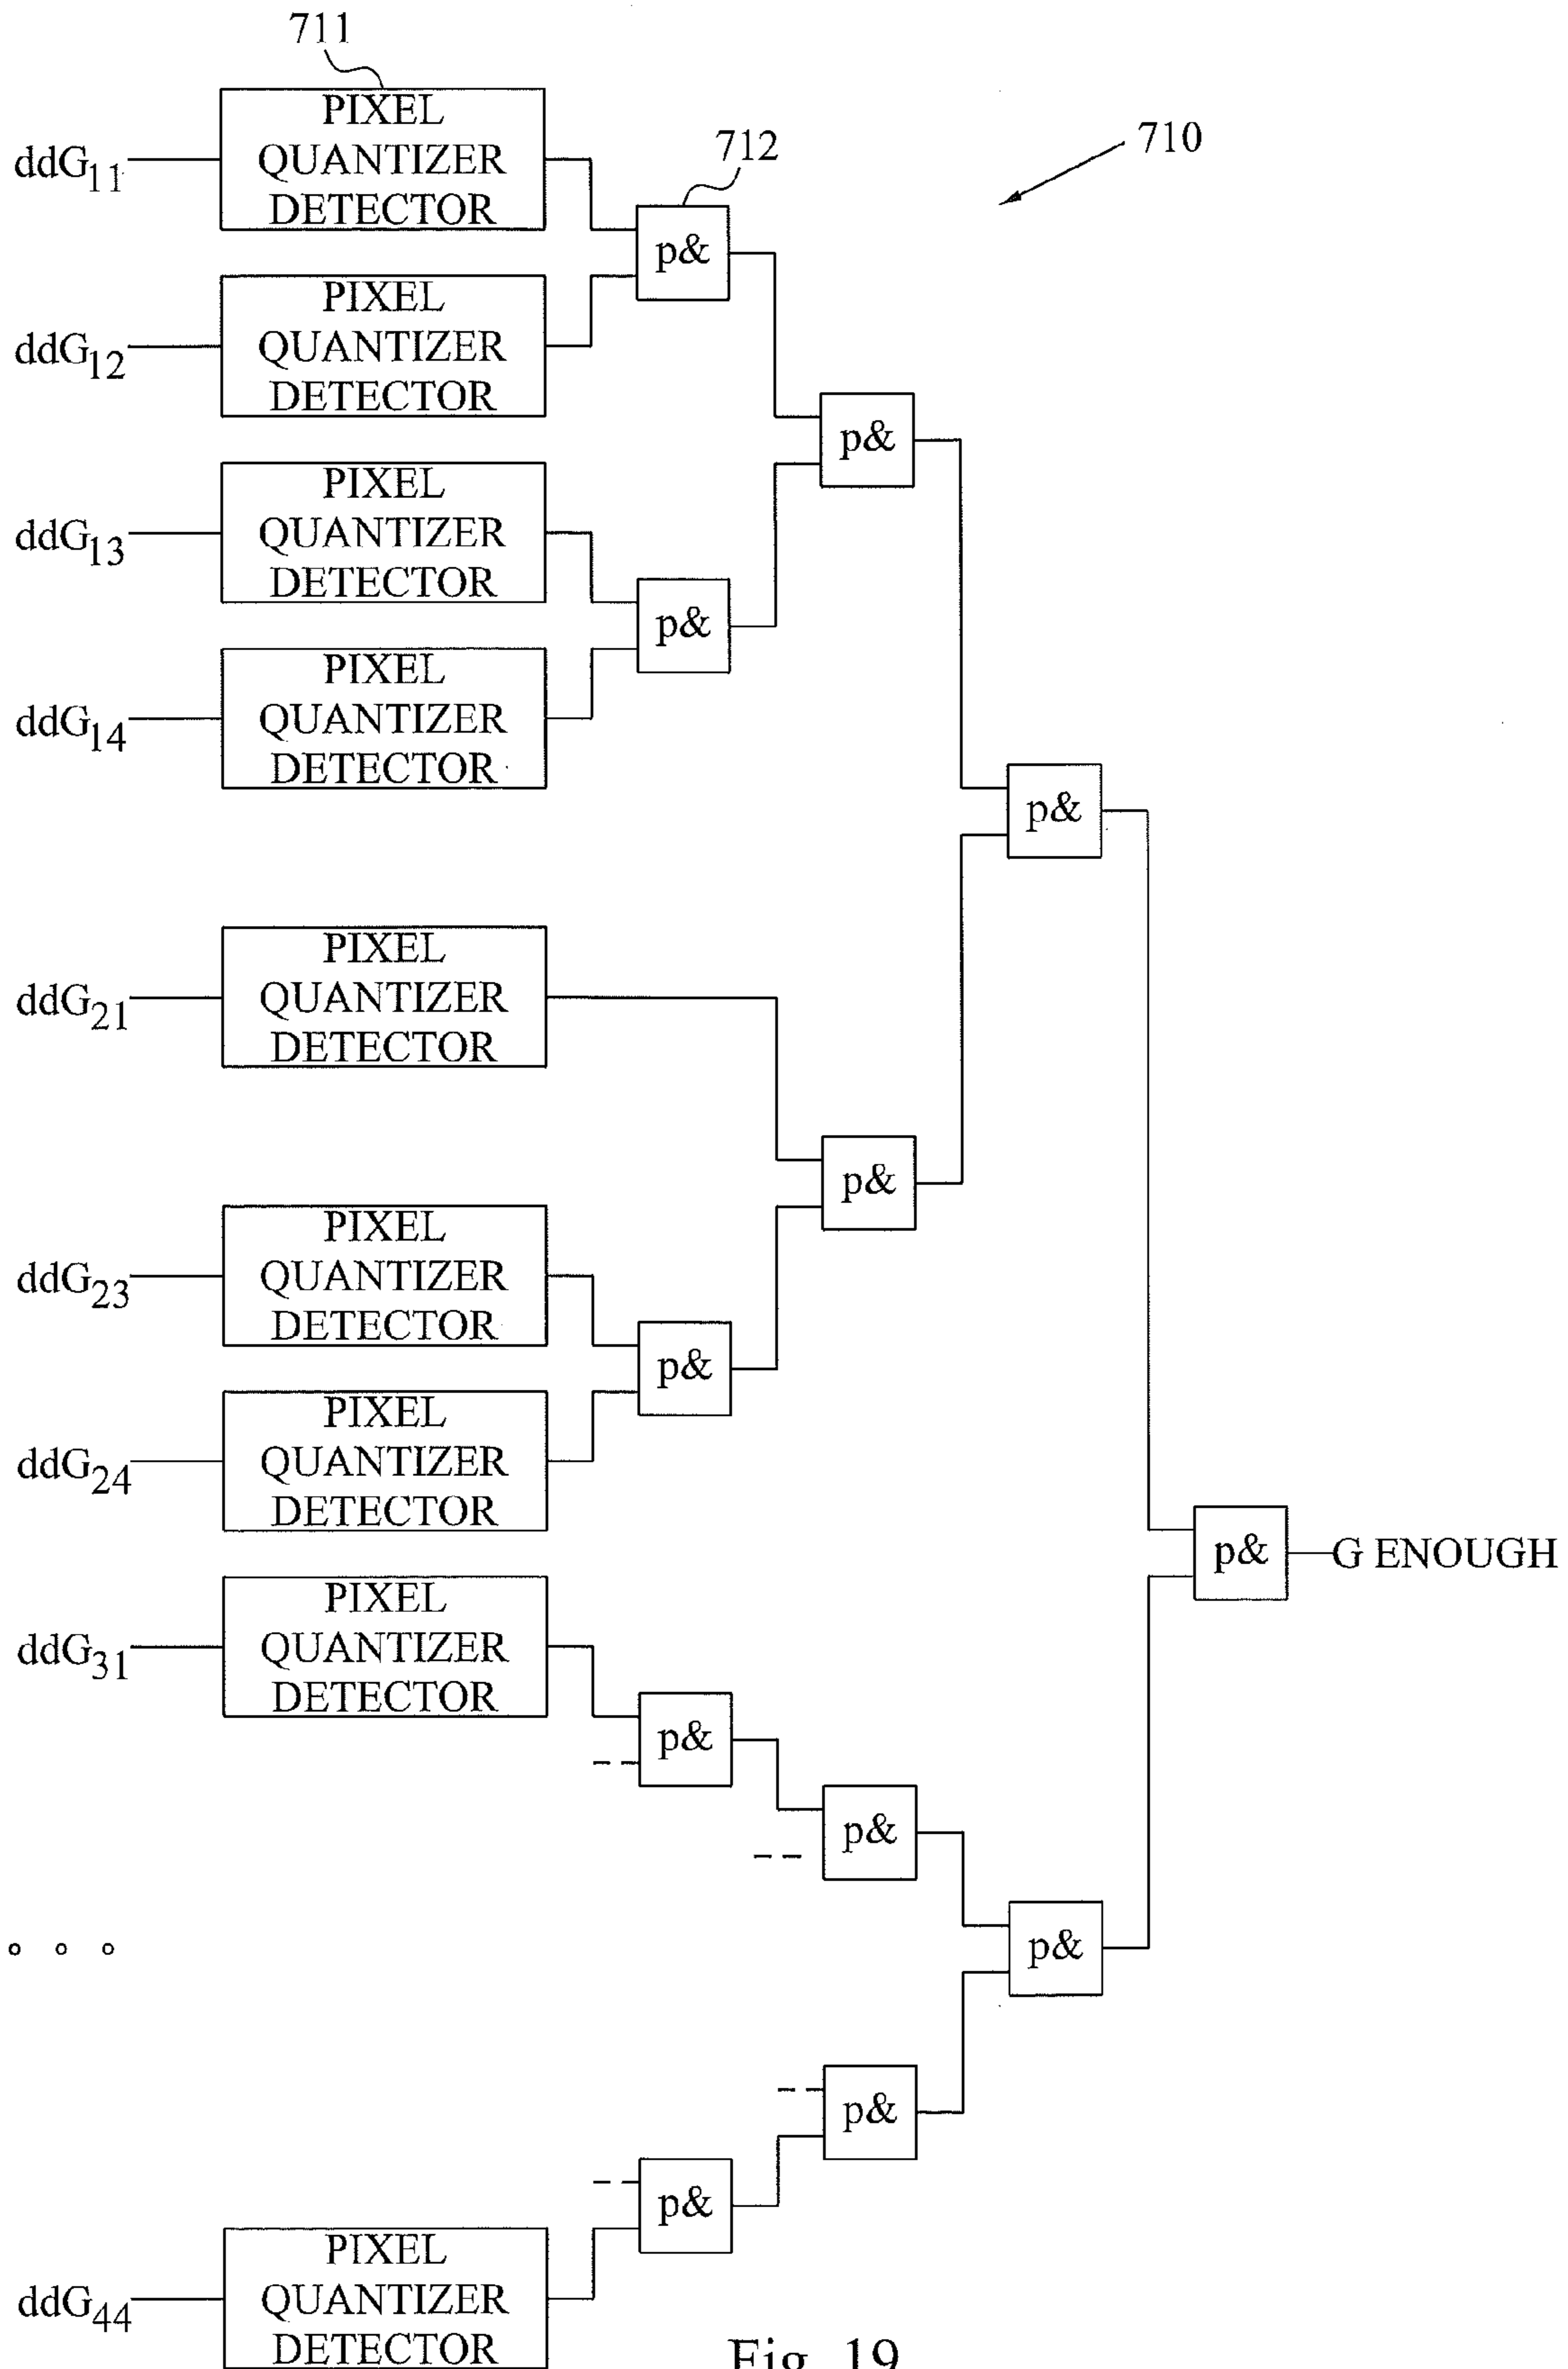 711
PIXEL
QUANTIZER
DETECTOR
ddG11
712
710
p&
PIXEL
QUANTIZER
DETECTOR
ddG12
p&
PIXEL
QUANTIZER
DETECTOR
ddG13
p&
PIXEL
QUANTIZER
DETECTOR
ddG14
p&
PIXEL
QUANTIZER
DETECTOR
ddG21
p&
PIXEL
QUANTIZER
DETECTOR
ddG23
p&
PIXEL
QUANTIZER
DETECTOR
ddG24
p&
G ENOUGH
PIXEL
QUANTIZER
DETECTOR
ddG31
p&
p&
p&
p&
p&
PIXEL
QUANTIZER
DETECTOR
ddG44
Fig. 19